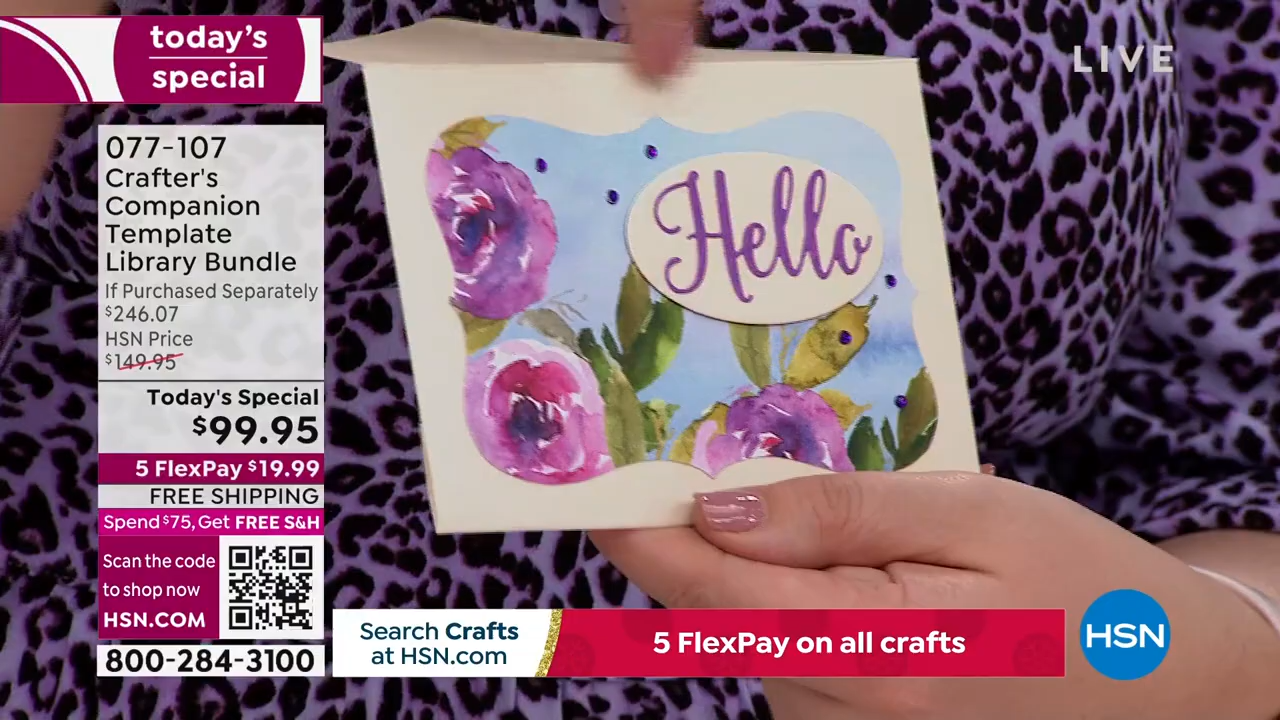 today's
special
LIVE
077-107
Crafter's
Companion
Template
Library Bundle
If Purchased Separately
$246.07
HSN Price
$149.95
Today's Special
$99.95
5 FlexPay $19.99
FREE SHIPPING
Spend $75, Get FREE S&H
Scan the code
to shop now
HSN.COM
800-284-3100
Hello
Search Crafts
at HSN.com
5 FlexPay on all crafts
HSN